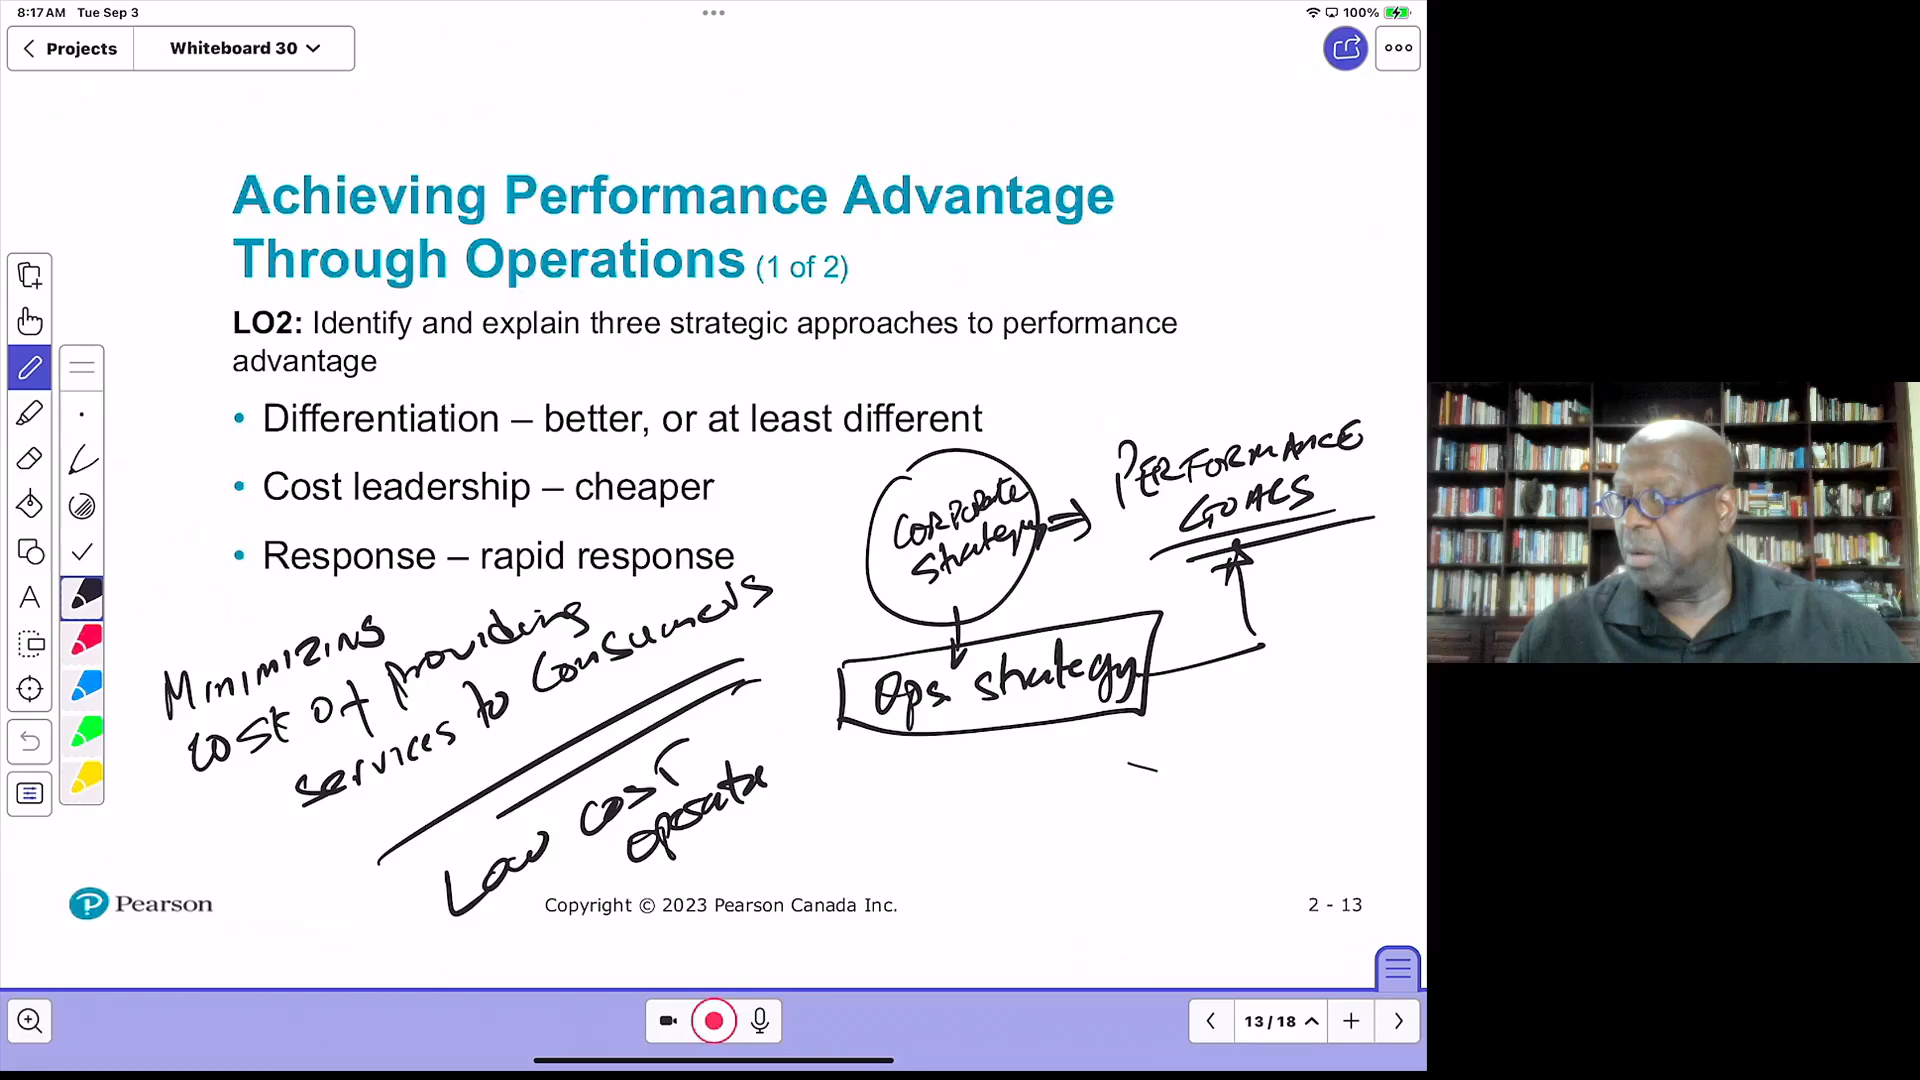 8:17 AM Tue Sep 3
100%
Projects
Whiteboard 30
Achieving Performance Advantage
Through Operations (1 of 2)
LO2: Identify and explain three strategic approaches to performance
advantage
• Differentiation – better, or at least different
• Cost leadership – cheaper
• Response – rapid response
CORPORATE
Strategy
PERFORMANCE
GOALS
Ops strategy
MINIMIZING
cost of providing
services to consumers
Low cost
Pearson
Copyright © 2023 Pearson Canada Inc.
2 - 13
13 / 18